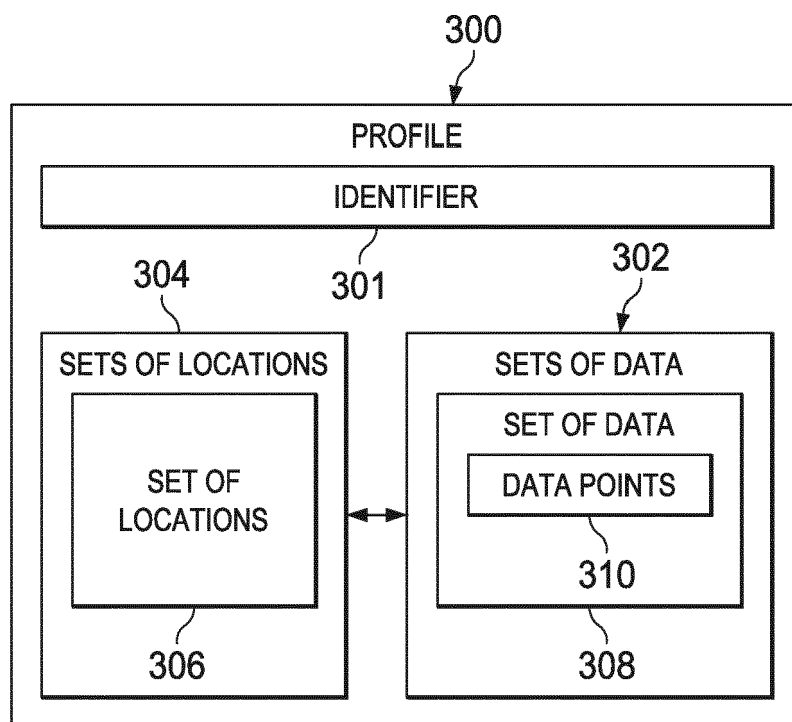 300
PROFILE
IDENTIFIER
301
304
302
SETS OF LOCATIONS
SETS OF DATA
SET OF LOCATIONS
SET OF DATA
DATA POINTS
310
306
308